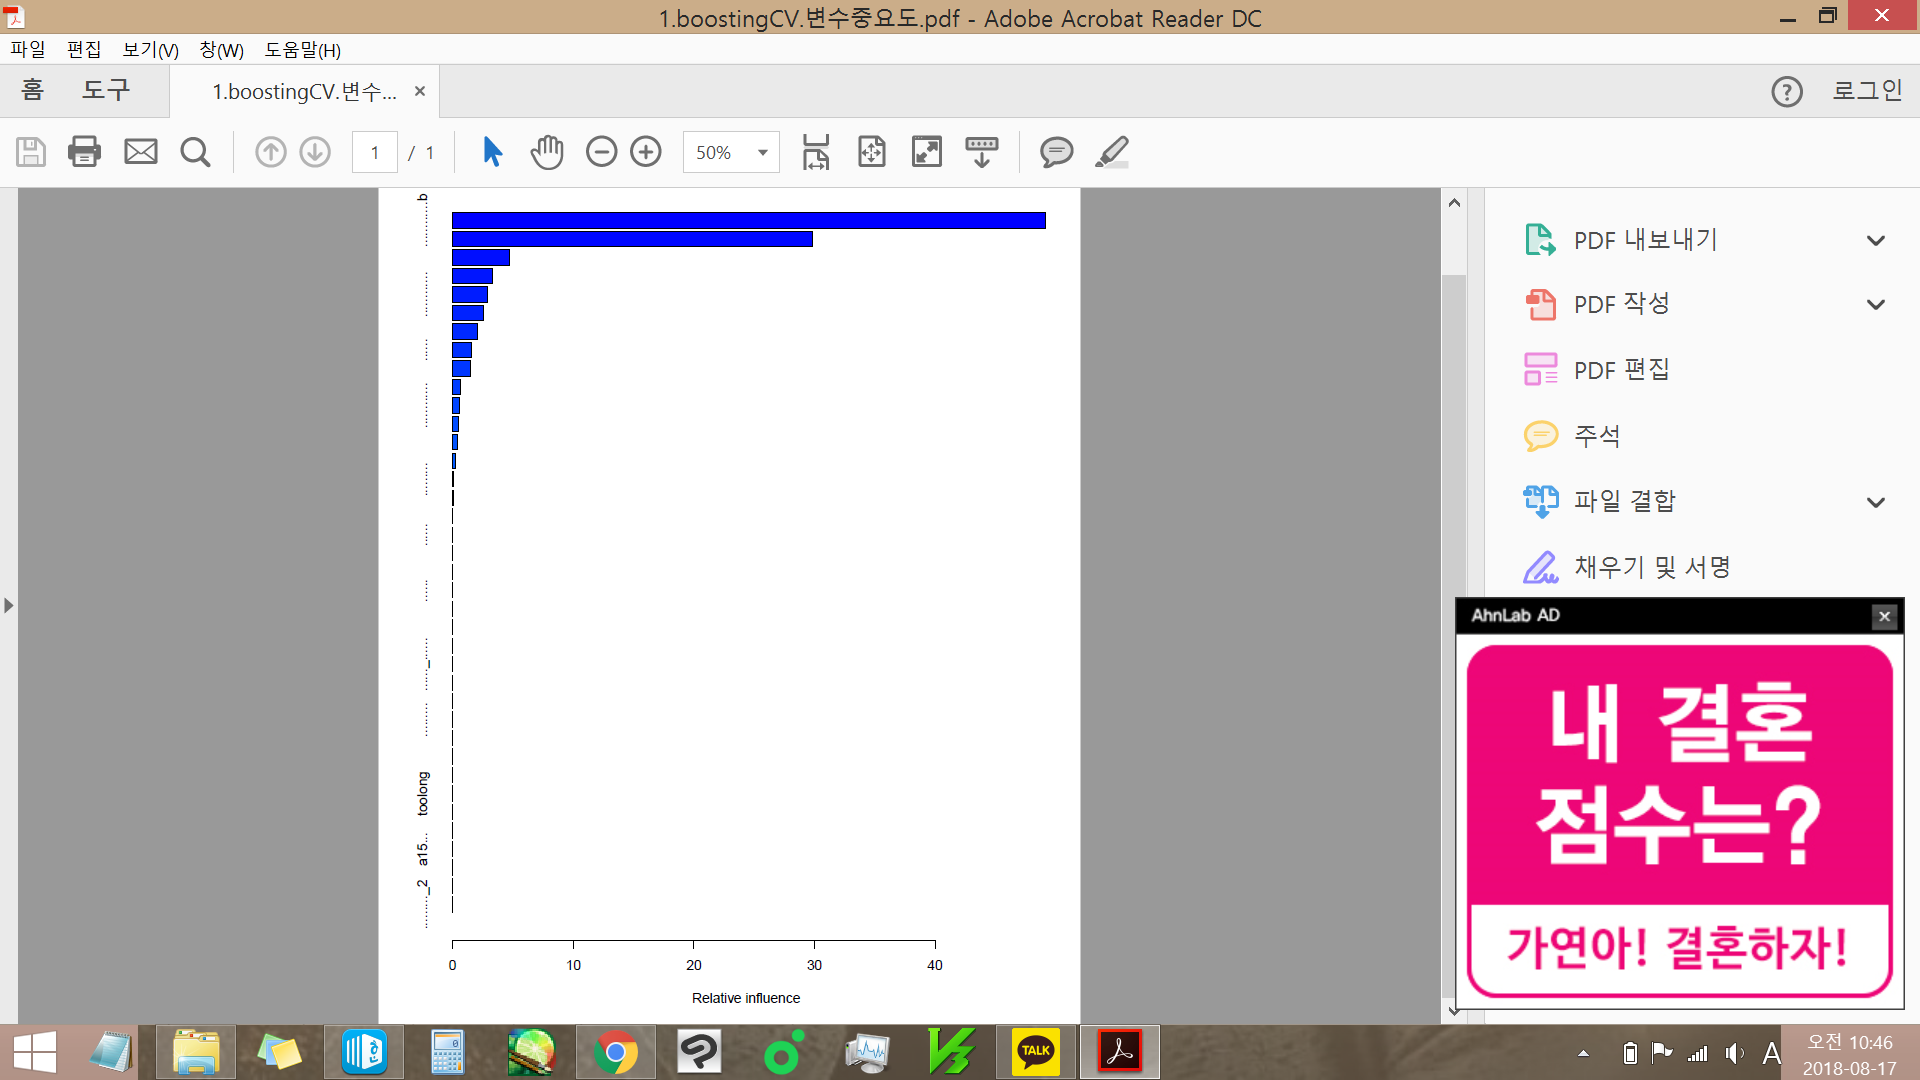 1.boostingCV.변수중요도.pdf - Adobe Acrobat Reader DC
파일 편집 보기(V) 창(W) 도움말(H)
홈 도구 1.boostingCV.변수... 로그인
1 / 1 50%
b
toolong
a15...
_2
0 10 20 30 40
Relative influence
PDF 내보내기
PDF 작성
PDF 편집
주석
파일 결합
채우기 및 서명
AhnLab AD
내 결혼
점수는?
가연아! 결혼하자!
TALK
A
오전 10:46
2018-08-17